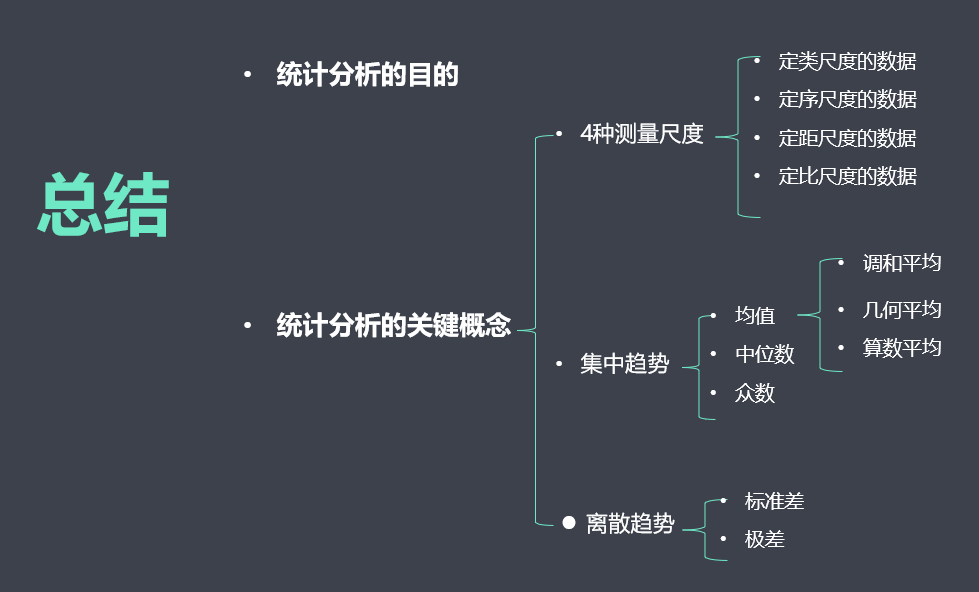 总结
统计分析的目的
统计分析的关键概念
4种测量尺度
定类尺度的数据
定序尺度的数据
定距尺度的数据
定比尺度的数据
集中趋势
均值
调和平均
几何平均
算数平均
中位数
众数
离散趋势
标准差
极差